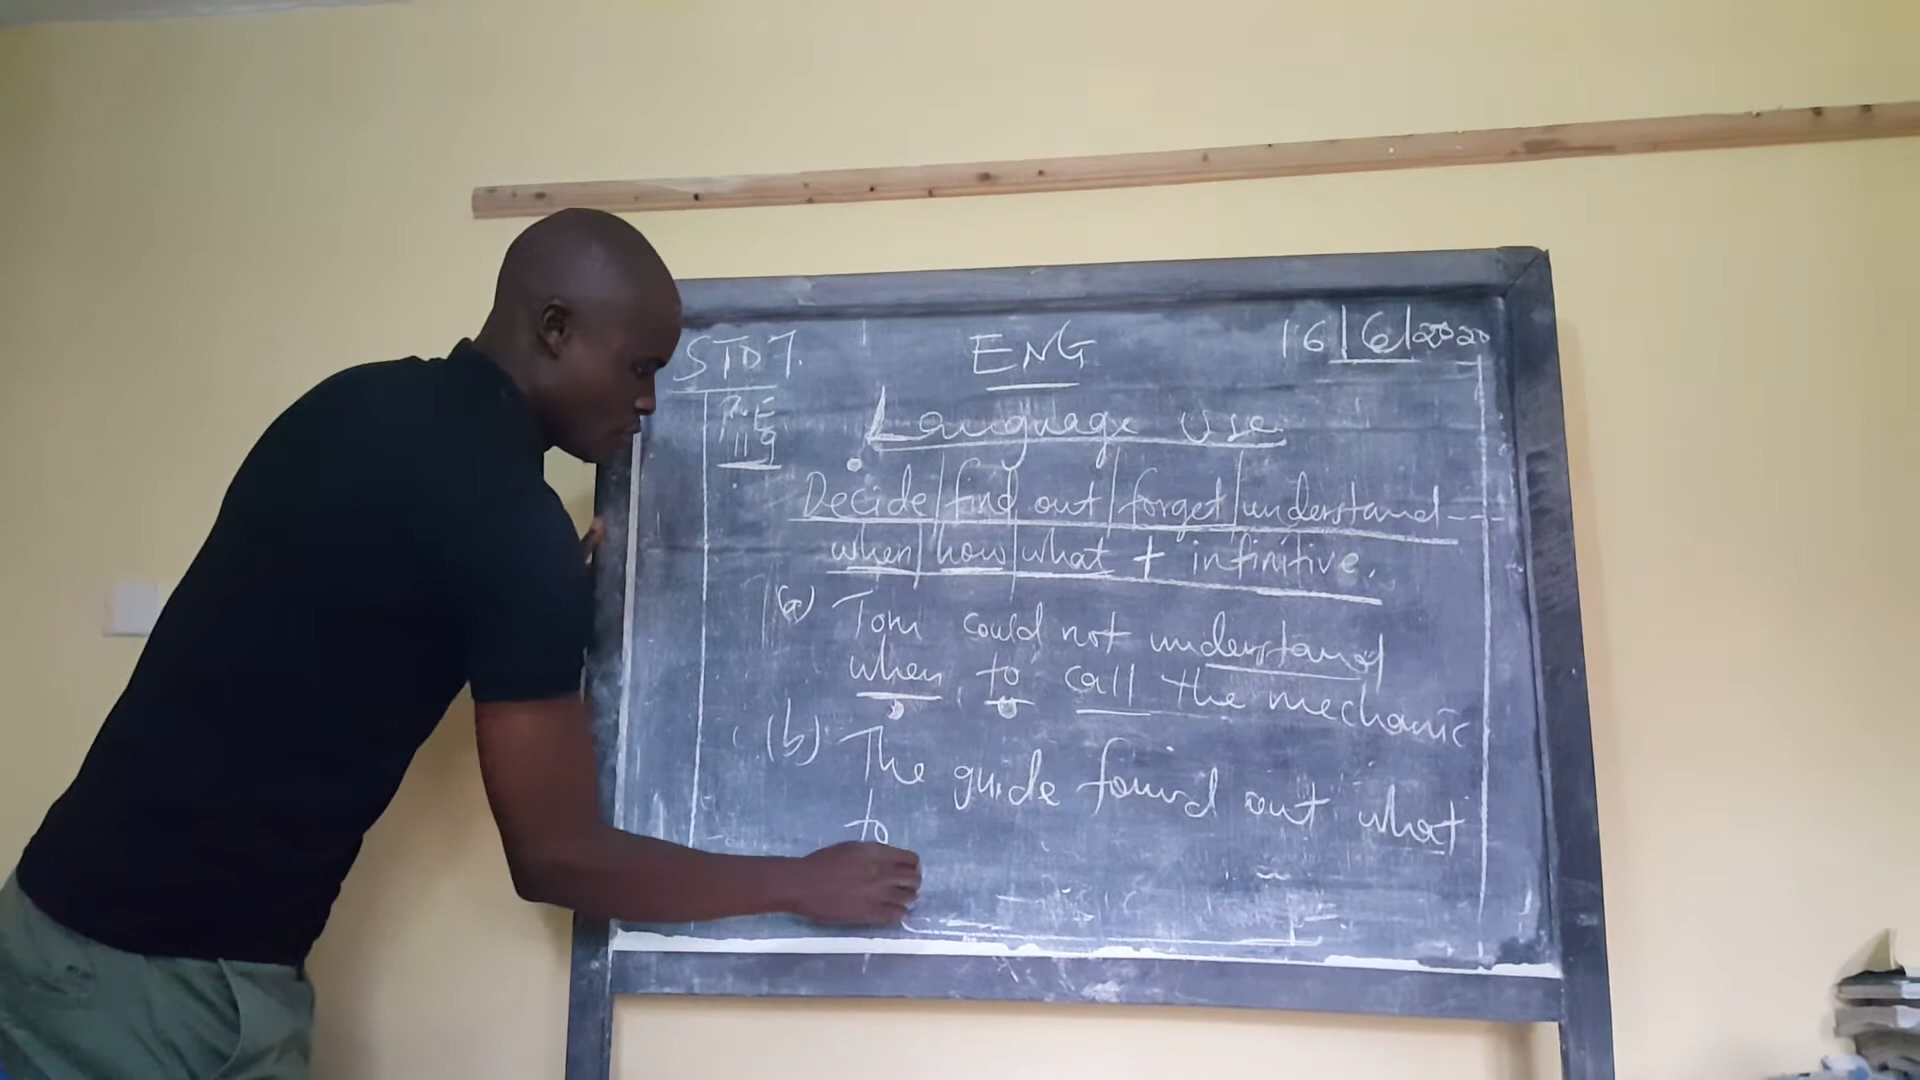 STD 7. ENG 16/6/2020
P.E Language Use
119
Decide/find out/forget/understand---
when/how/what + infinitive.
(a) Tom could not understand
when to call the mechanic
(b) The guide found out what
to